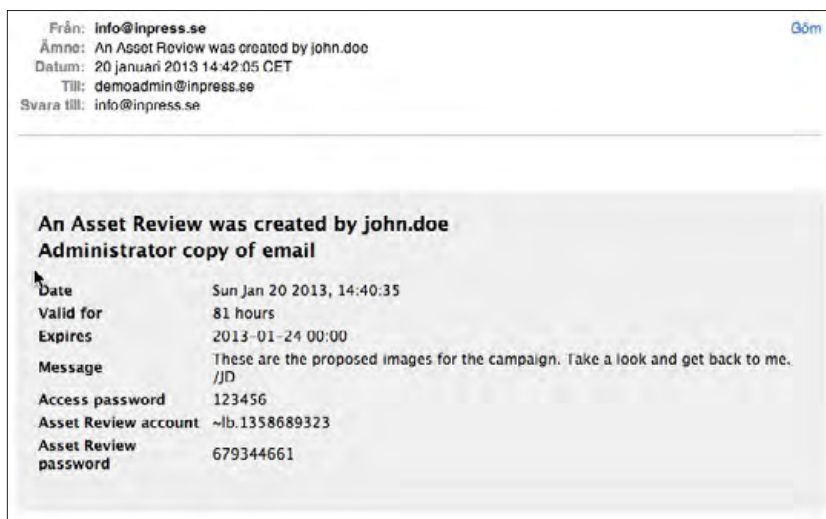 Från: info@inpress.se
Göm
Ämne: An Asset Review was created by john.doe
Datum: 20 januari 2013 14:42:05 CET
Till: demoadmin@inpress.se
Svara till: info@inpress.se
An Asset Review was created by john.doe
Administrator copy of email
Date Sun Jan 20 2013, 14:40:35
Valid for 81 hours
Expires 2013-01-24 00:00
Message These are the proposed images for the campaign. Take a look and get back to me.
/JD
Access password 123456
Asset Review account ~lb.1358689323
Asset Review
password 679344661